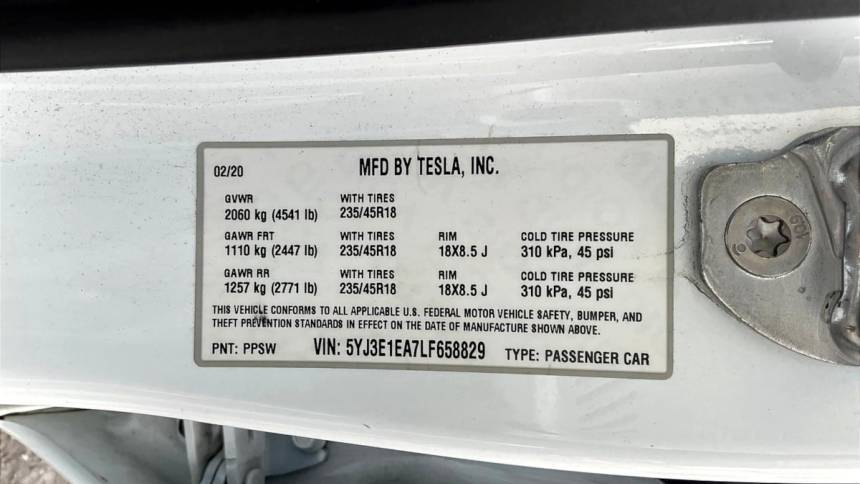 02/20 MFD BY TESLA, INC.
GVWR WITH TIRES
2060 kg (4541 lb) 235/45R18
GAWR FRT WITH TIRES RIM COLD TIRE PRESSURE
1110 kg (2447 lb) 235/45R18 18X8.5 J 310 kPa, 45 psi
GAWR RR WITH TIRES RIM COLD TIRE PRESSURE
1257 kg (2771 lb) 235/45R18 18X8.5 J 310 kPa, 45 psi
THIS VEHICLE CONFORMS TO ALL APPLICABLE U.S. FEDERAL MOTOR VEHICLE SAFETY, BUMPER, AND
THEFT PREVENTION STANDARDS IN EFFECT ON THE DATE OF MANUFACTURE SHOWN ABOVE.
PNT: PPSW VIN: 5YJ3E1EA7LF658829 TYPE: PASSENGER CAR